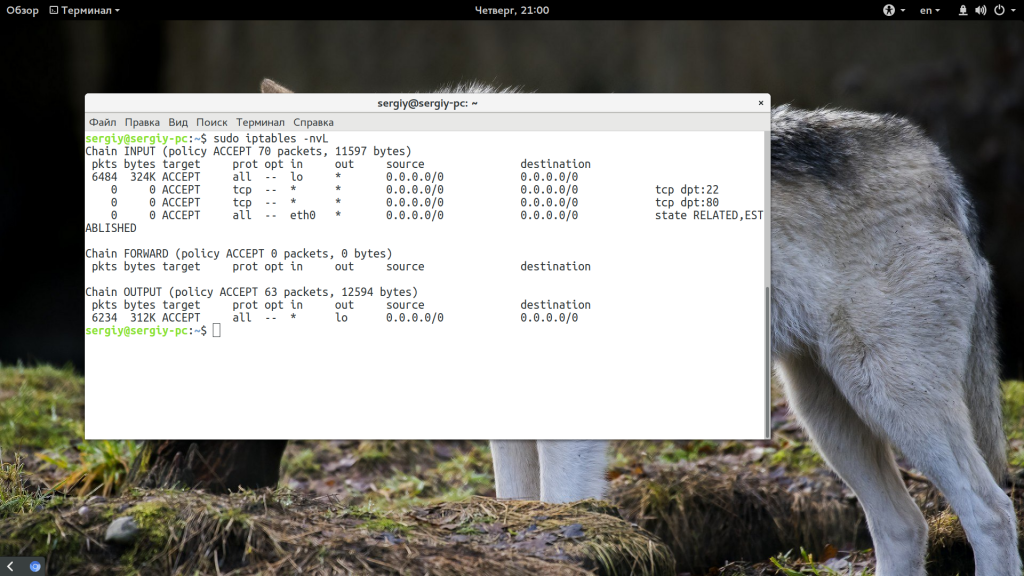 Обзор Терминал Четверг, 21:00 en
sergiy@sergiy-pc: ~ ×
Файл Правка Вид Поиск Терминал Справка
sergiy@sergiy-pc:~$ sudo iptables -nvL
Chain INPUT (policy ACCEPT 70 packets, 11597 bytes)
 pkts bytes target     prot opt in     out     source               destination
 6484  324K ACCEPT     all  --  lo     *       0.0.0.0/0            0.0.0.0/0
    0     0 ACCEPT     tcp  --  *      *       0.0.0.0/0            0.0.0.0/0            tcp dpt:22
    0     0 ACCEPT     tcp  --  *      *       0.0.0.0/0            0.0.0.0/0            tcp dpt:80
    0     0 ACCEPT     all  --  eth0   *       0.0.0.0/0            0.0.0.0/0            state RELATED,EST
ABLISHED
Chain FORWARD (policy ACCEPT 0 packets, 0 bytes)
 pkts bytes target     prot opt in     out     source               destination
Chain OUTPUT (policy ACCEPT 63 packets, 12594 bytes)
 pkts bytes target     prot opt in     out     source               destination
 6234  312K ACCEPT     all  --  *      lo      0.0.0.0/0            0.0.0.0/0
sergiy@sergiy-pc:~$